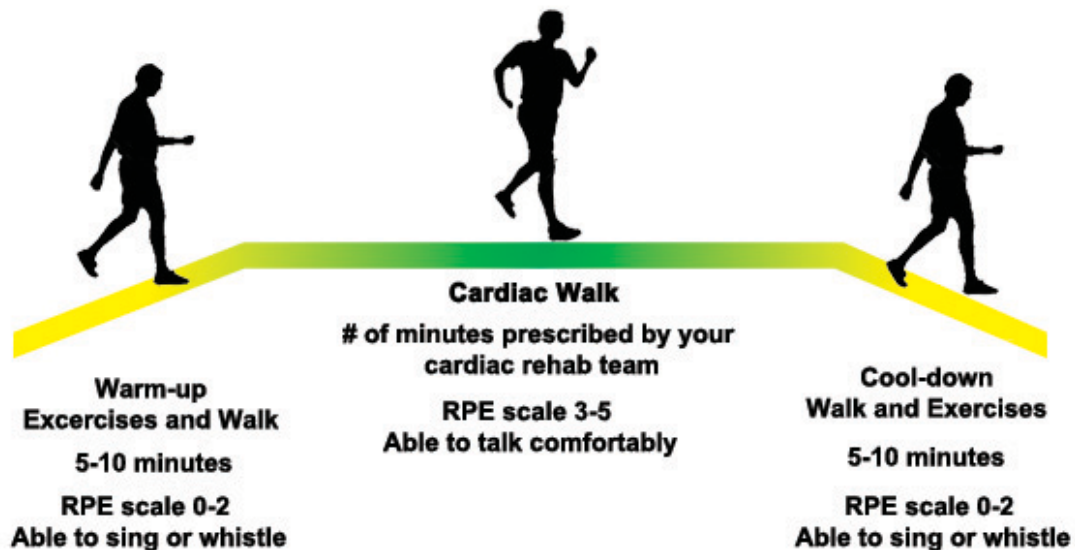 Warm-up
Excercises and Walk
5-10 minutes
RPE scale 0-2
Able to sing or whistle
Cardiac Walk
# of minutes prescribed by your
cardiac rehab team
RPE scale 3-5
Able to talk comfortably
Cool-down
Walk and Exercises
5-10 minutes
RPE scale 0-2
Able to sing or whistle